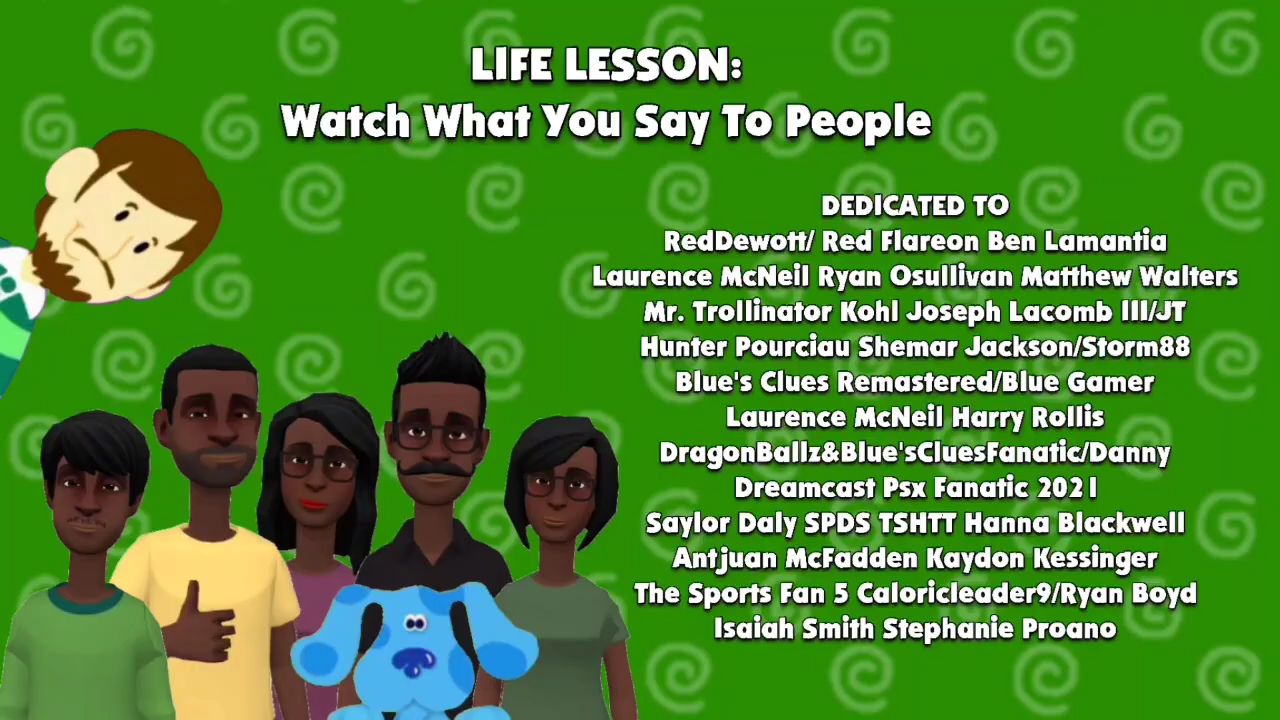 LIFE LESSON:
Watch What You Say To People
DEDICATED TO
RedDewott/ Red Flareon Ben Lamantia
Laurence McNeil Ryan Osullivan Matthew Walters
Mr. Trollinator Kohl Joseph Lacomb III/JT
Hunter Pourciau Shemar Jackson/Storm88
Blue's Clues Remastered/Blue Gamer
Laurence McNeil Harry Rollis
DragonBallz&Blue'sCluesFanatic/Danny
Dreamcast Psx Fanatic 2021
Saylor Daly SPDS TSHTT Hanna Blackwell
Antjuan McFadden Kaydon Kessinger
The Sports Fan 5 Caloricleader9/Ryan Boyd
Isaiah Smith Stephanie Proano